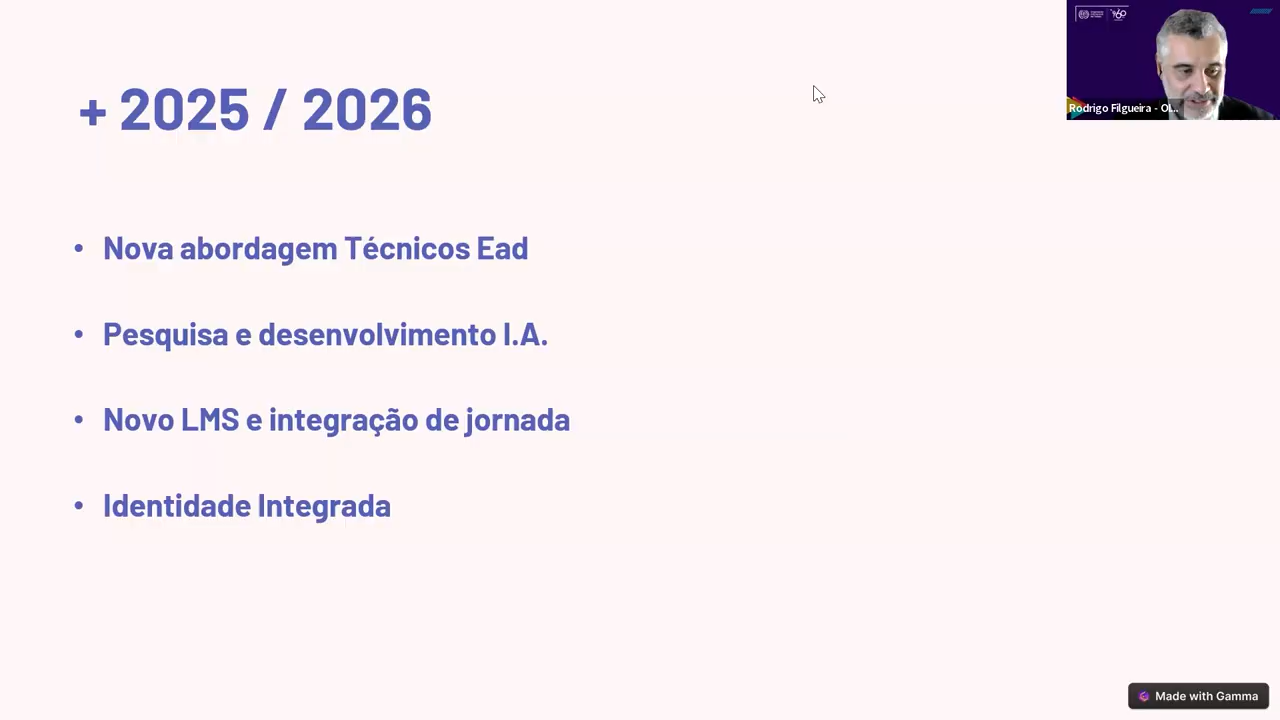 + 2025 / 2026
• Nova abordagem Técnicos Ead
• Pesquisa e desenvolvimento I.A.
• Novo LMS e integração de jornada
• Identidade Integrada
60
Rodrigo Filgueira - OI...
Made with Gamma